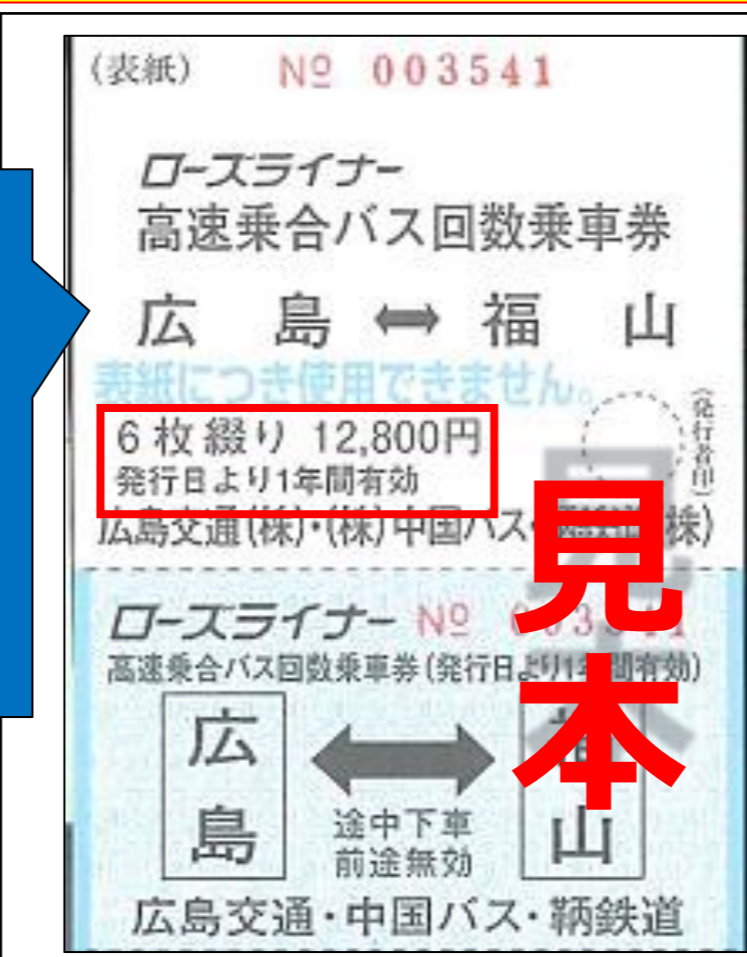 (表紙) № 003541
ローズライナー
高速乗合バス回数乗車券
広島 ⇔ 福山
表紙につき使用できません。
(発行者印)
6枚綴り 12,800円
発行日より1年間有効
広島交通(株)・(株)中国バス・ 株)
見本
ローズライナー №
高速乗合バス回数乗車券(発行日より1年間有効)
広島 ⇔ 福山
途中下車
前途無効
広島交通・中国バス・鞆鉄道